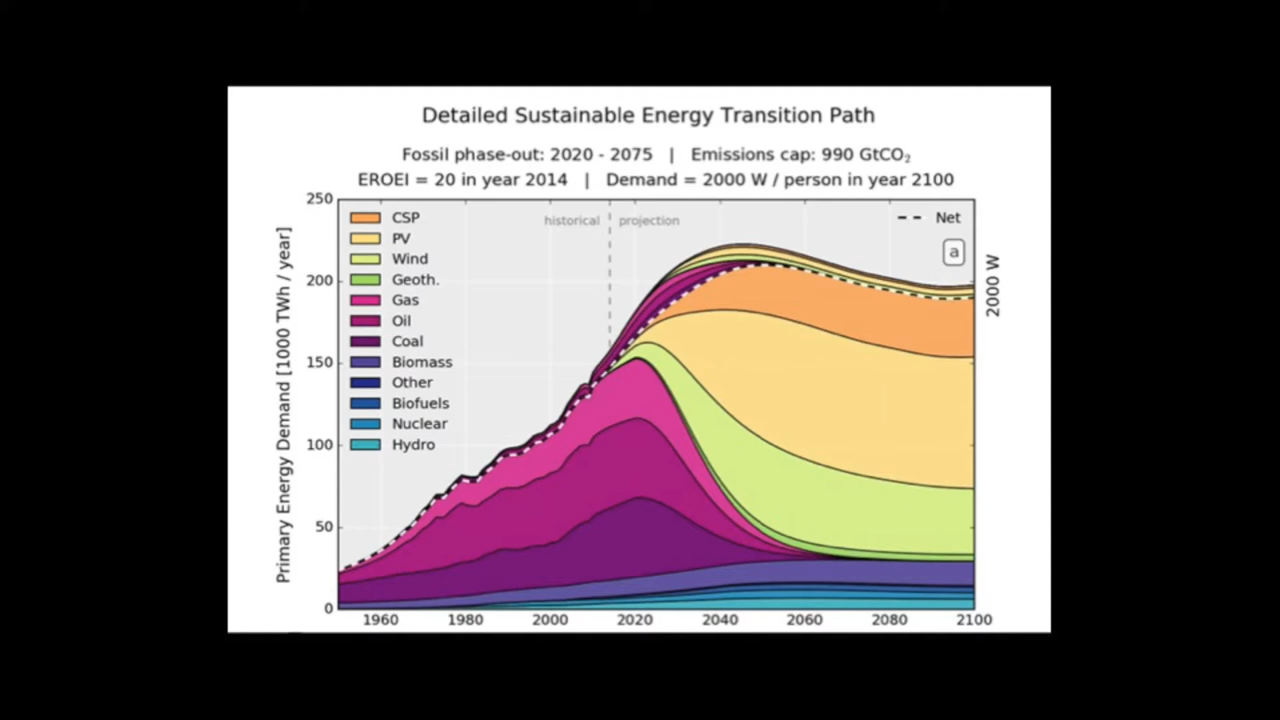 Detailed Sustainable Energy Transition Path
Fossil phase-out: 2020 - 2075 | Emissions cap: 990 GtCO₂
EROEI = 20 in year 2014 | Demand = 2000 W / person in year 2100
250
200
150
100
50
0
Primary Energy Demand [1000 TWh / year]
CSP
PV
Wind
Geoth.
Gas
Oil
Coal
Biomass
Other
Biofuels
Nuclear
Hydro
historical
projection
Net
a
2000 W
1960 1980 2000 2020 2040 2060 2080 2100